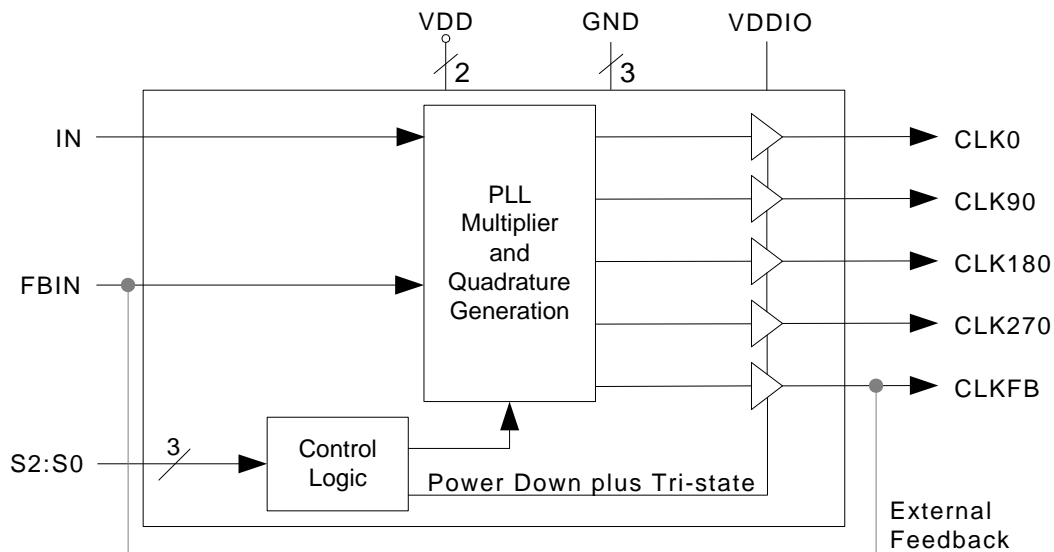 VDD
GND
VDDIO
2
3
IN
CLK0
PLL
Multiplier
and
Quadrature
Generation
CLK90
CLK180
FBIN
CLK270
CLKFB
3
S2:S0
Control
Logic
Power Down plus Tri-state
External
Feedback